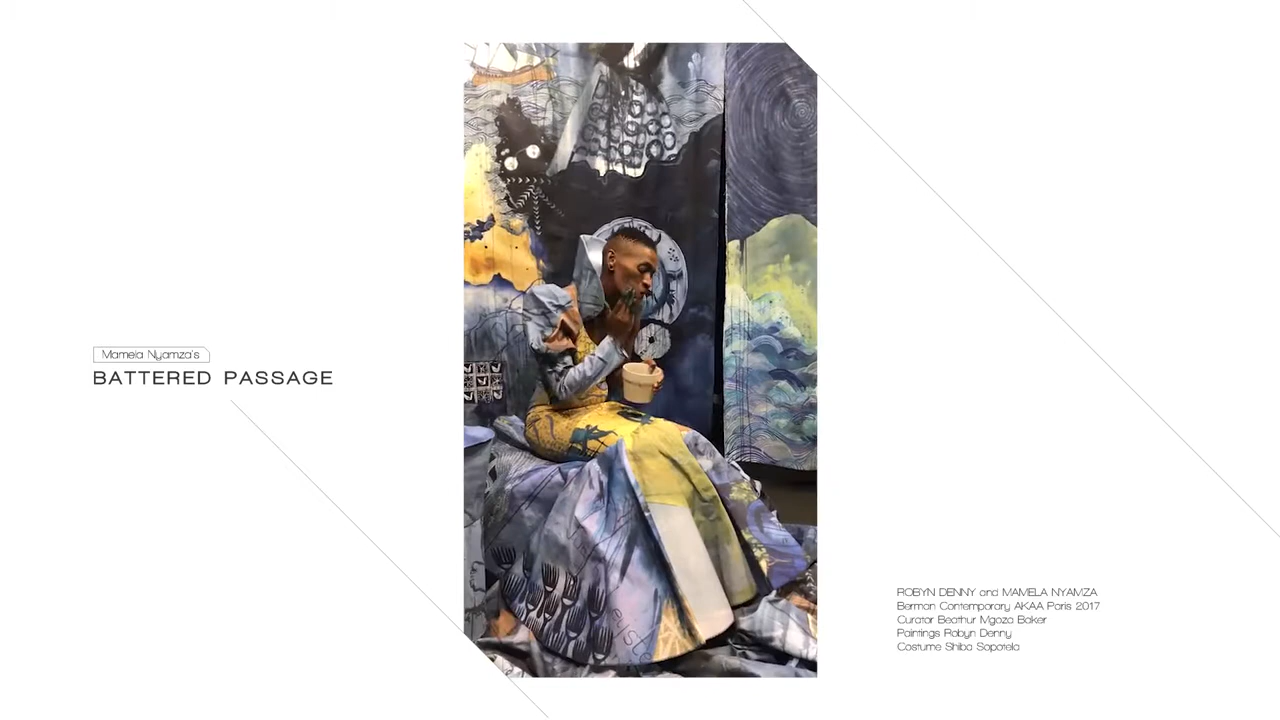 Mamela Nyamza's
BATTERED PASSAGE
ROBYN DENNY and MAMELA NYAMZA
Berman Contemporary AKAA Paris 2017
Curator Beathur Mgoza Baker
Paintings Robyn Denny
Costume Shiba Sopotela